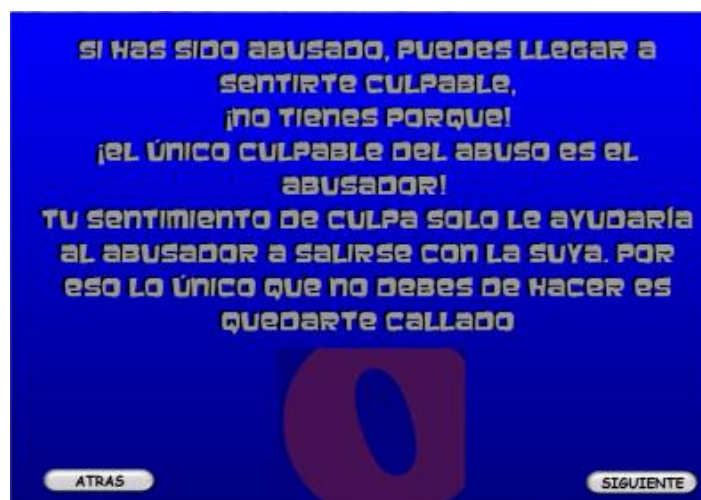 SI HAS SIDO ABUSADO, PUEDES LLEGAR A
SENTIRTE CULPABLE,
¡NO TIENES PORQUE!
¡EL ÚNICO CULPABLE DEL ABUSO ES EL
ABUSADOR!
TU SENTIMIENTO DE CULPA SOLO LE AYUDARÍA
AL ABUSADOR A SALIRSE CON LA SUYA. POR
ESO LO ÚNICO QUE NO DEBES DE HACER ES
QUEDARTE CALLADO
ATRAS
SIGUIENTE